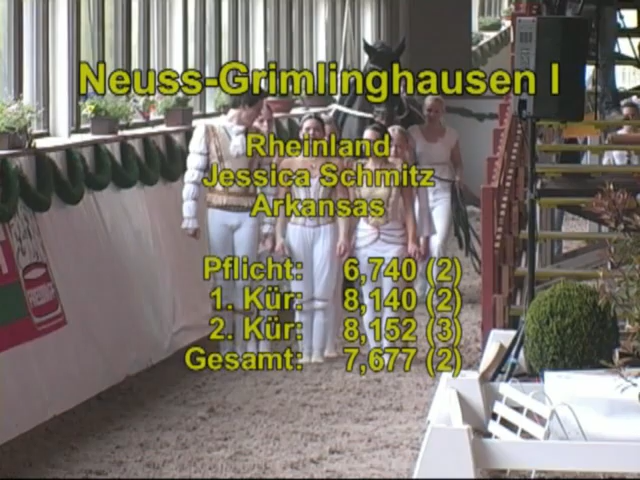 Neuss-Grimlinghausen I
Rheinland
Jessica Schmitz
Arkansas
Pflicht: 6,740 (2)
1. Kür: 8,140 (2)
2. Kür: 8,152 (3)
Gesamt: 7,677 (2)